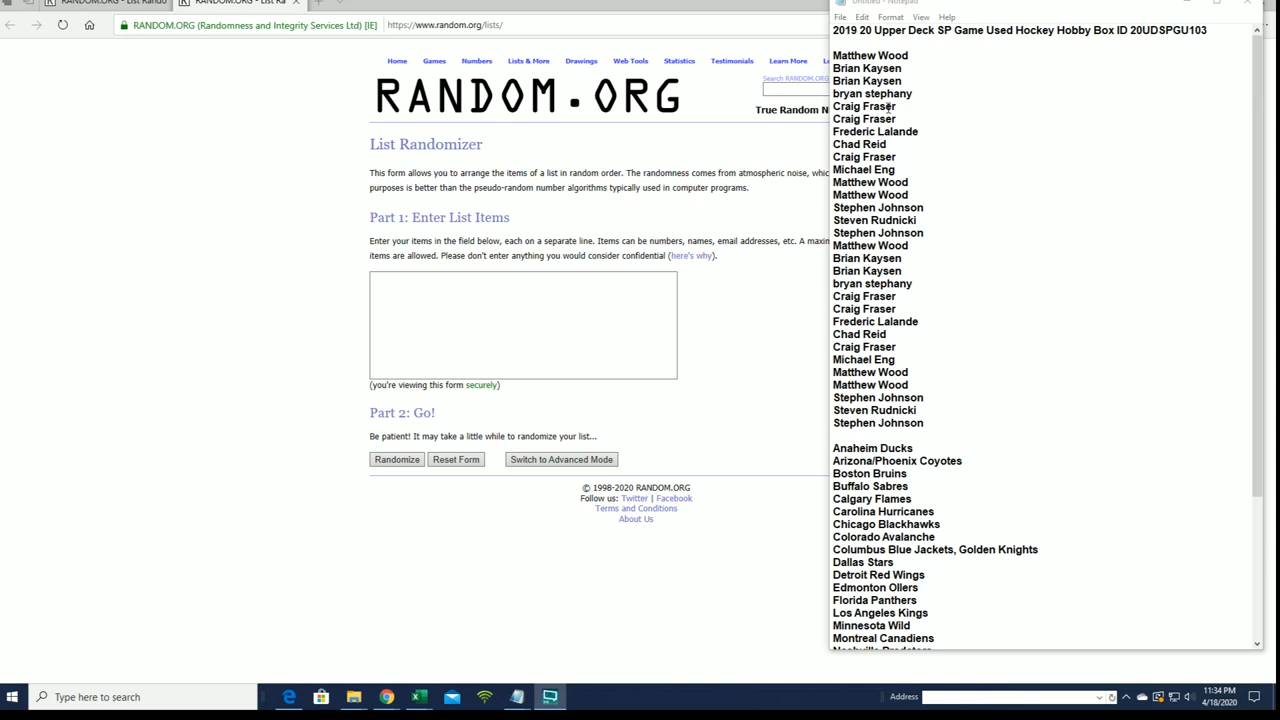 RANDOM.ORG - List Rando
RANDOM.ORG - List Ra
Untitled - Notepad
RANDOM.ORG (Randomness and Integrity Services Ltd) [IE]
https://www.random.org/lists/
File Edit Format View Help
2019 20 Upper Deck SP Game Used Hockey Hobby Box ID 20UDSPGU103
Home Games Numbers Lists & More Drawings Web Tools Statistics Testimonials Learn More
Search RANDOM.ORG
RANDOM.ORG
True Random N
List Randomizer
This form allows you to arrange the items of a list in random order. The randomness comes from atmospheric noise,
purposes is better than the pseudo-random number algorithms typically used in computer programs.
Part 1: Enter List Items
Enter your items in the field below, each on a separate line. Items can be numbers, names, email addresses, etc. A
items are allowed. Please don't enter anything you would consider confidential (here's why).
(you're viewing this form securely)
Part 2: Go!
Be patient! It may take a little while to randomize your list...
Randomize Reset Form Switch to Advanced Mode
© 1998-2020 RANDOM.ORG
Follow us: Twitter | Facebook
Terms and Conditions
About Us
Matthew Wood
Brian Kaysen
Brian Kaysen
bryan stephany
Craig Fraser
Craig Fraser
Frederic Lalande
Chad Reid
Craig Fraser
Michael Eng
Matthew Wood
Matthew Wood
Stephen Johnson
Steven Rudnicki
Stephen Johnson
Matthew Wood
Brian Kaysen
Brian Kaysen
bryan stephany
Craig Fraser
Craig Fraser
Frederic Lalande
Chad Reid
Craig Fraser
Michael Eng
Matthew Wood
Matthew Wood
Stephen Johnson
Steven Rudnicki
Stephen Johnson
Anaheim Ducks
Arizona/Phoenix Coyotes
Boston Bruins
Buffalo Sabres
Calgary Flames
Carolina Hurricanes
Chicago Blackhawks
Colorado Avalanche
Columbus Blue Jackets, Golden Knights
Dallas Stars
Detroit Red Wings
Edmonton Oilers
Florida Panthers
Los Angeles Kings
Minnesota Wild
Montreal Canadiens
Nashville Predators
Type here to search
Address
11:34 PM
4/18/2020